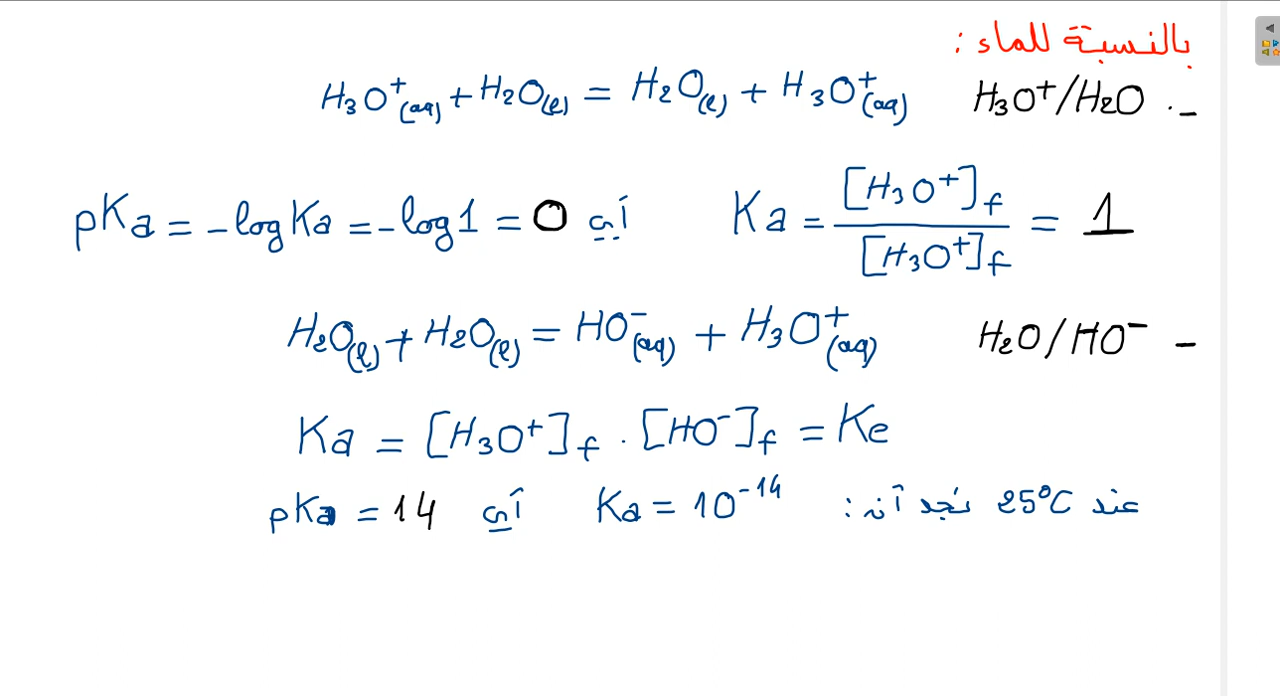 بالنسبة للماء :
- H₃O⁺/H₂O   H₃O⁺(aq) + H₂O(l) = H₂O(l) + H₃O⁺(aq)
Ka = [H₃O⁺]f / [H₃O⁺]f = 1   أي   pKa = -log Ka = -log 1 = 0
- H₂O/HO⁻   H₂O(l) + H₂O(l) = HO⁻(aq) + H₃O⁺(aq)
Ka = [H₃O⁺]f . [HO⁻]f = Ke
عند 25°C نجد أنه :   Ka = 10⁻¹⁴   أي   pKa = 14